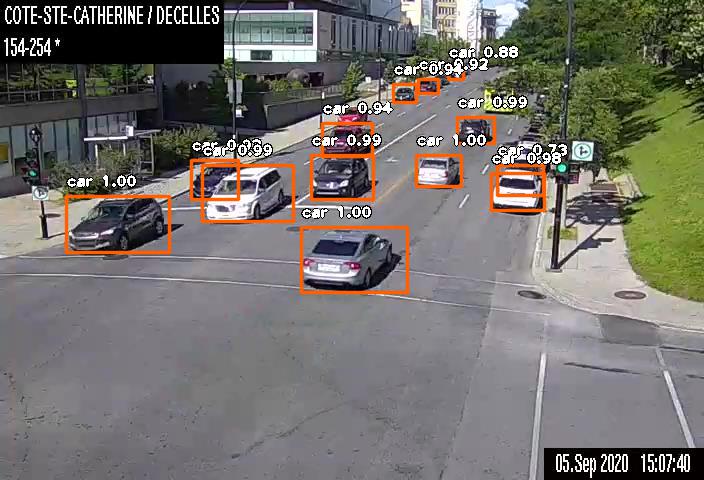 COTE-STE-CATHERINE / DECELLES
154-254 *
car 0.88
car 0.92
car 0.94
car 0.94
car 0.99
car 0.99
car 1.00
car 0.73
car 0.99
car 0.98
car 1.00
car 1.00
05.Sep 2020 15:07:40